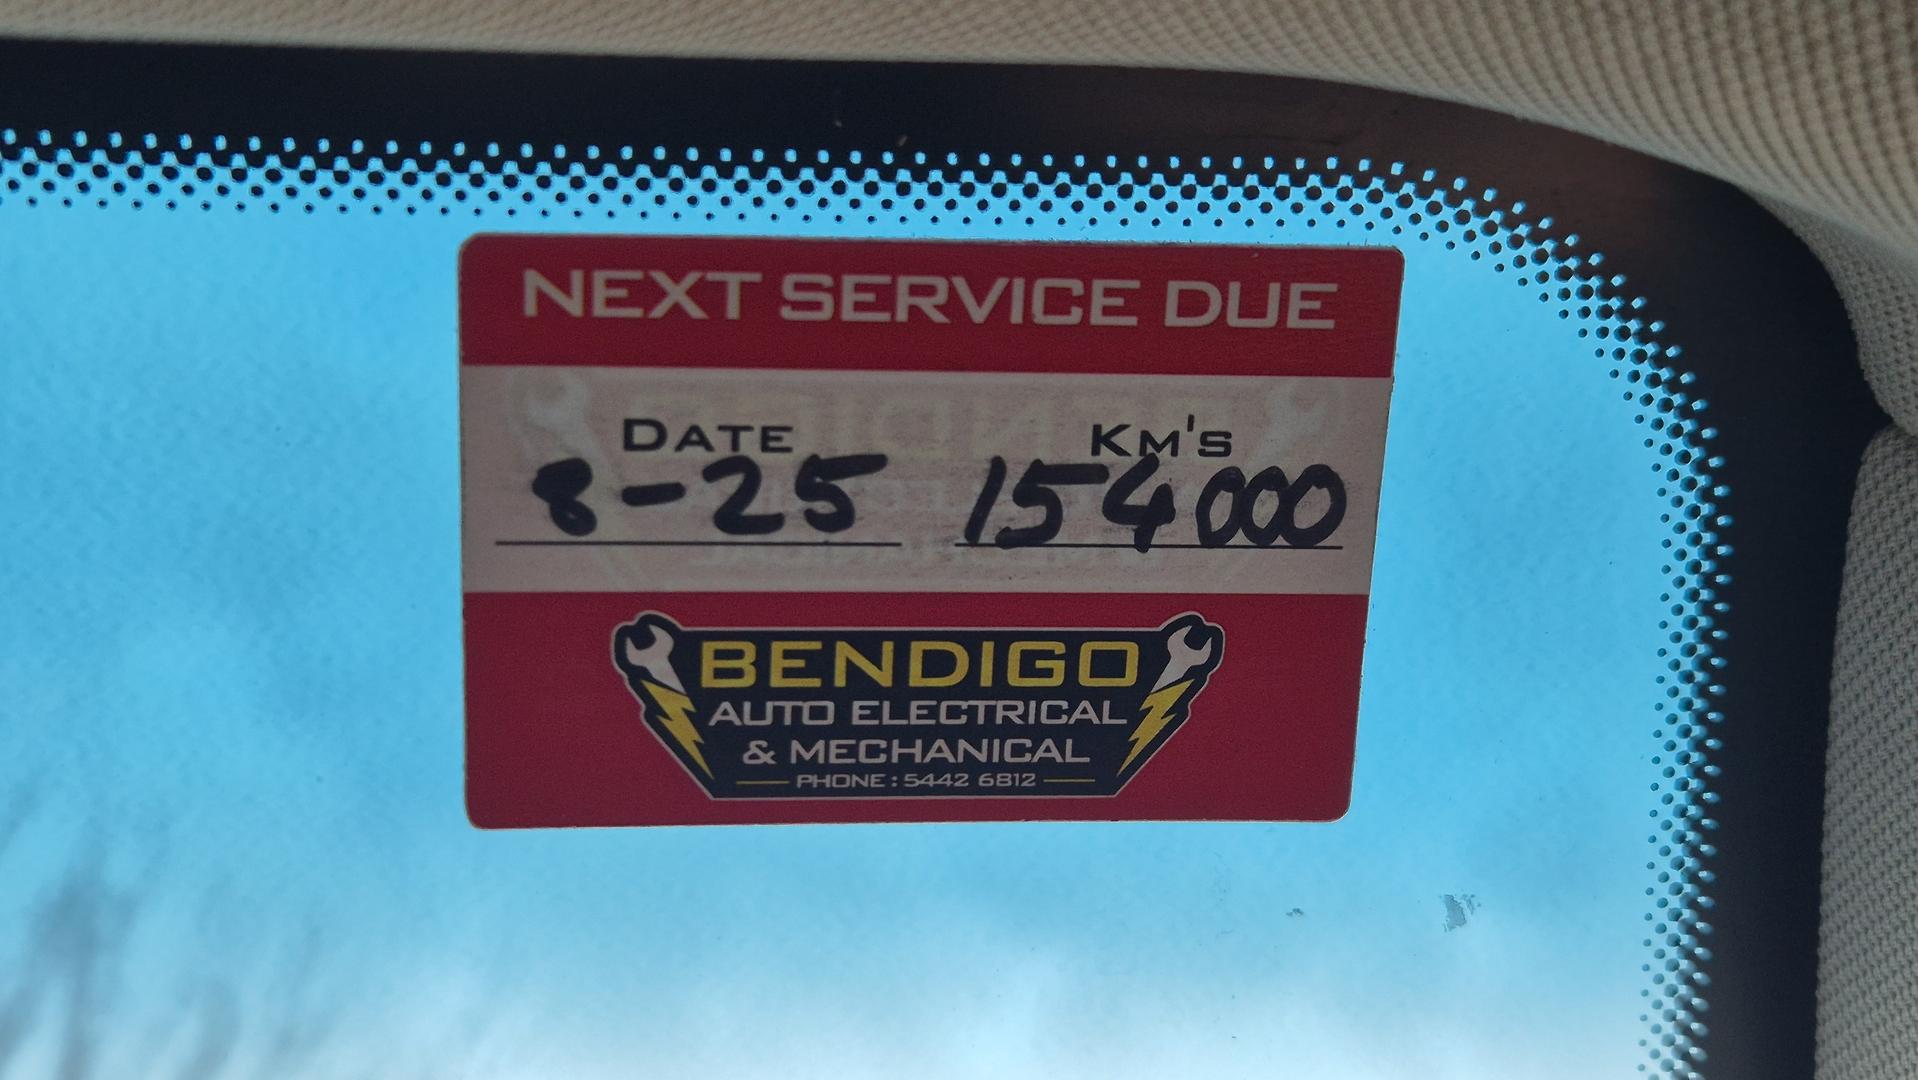 NEXT SERVICE DUE
DATE KM'S
8-25 154000
BENDIGO
AUTO ELECTRICAL
& MECHANICAL
PHONE: 5442 6812